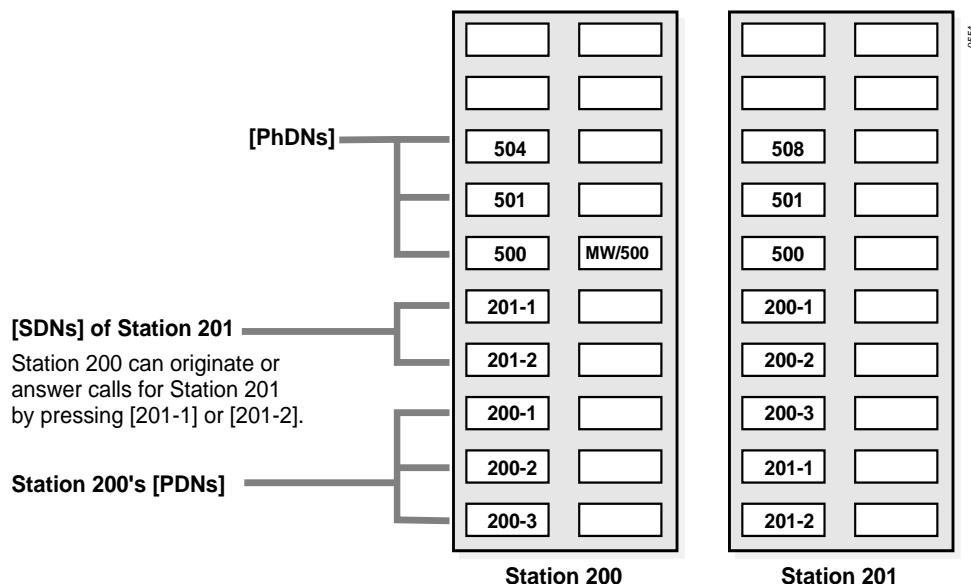 [PhDNs]
504
501
500
MW/500
201-1
201-2
200-1
200-2
200-3
508
501
500
200-1
200-2
200-3
201-1
201-2
[SDNs] of Station 201
Station 200 can originate or
answer calls for Station 201
by pressing [201-1] or [201-2].
Station 200's [PDNs]
Station 200
Station 201